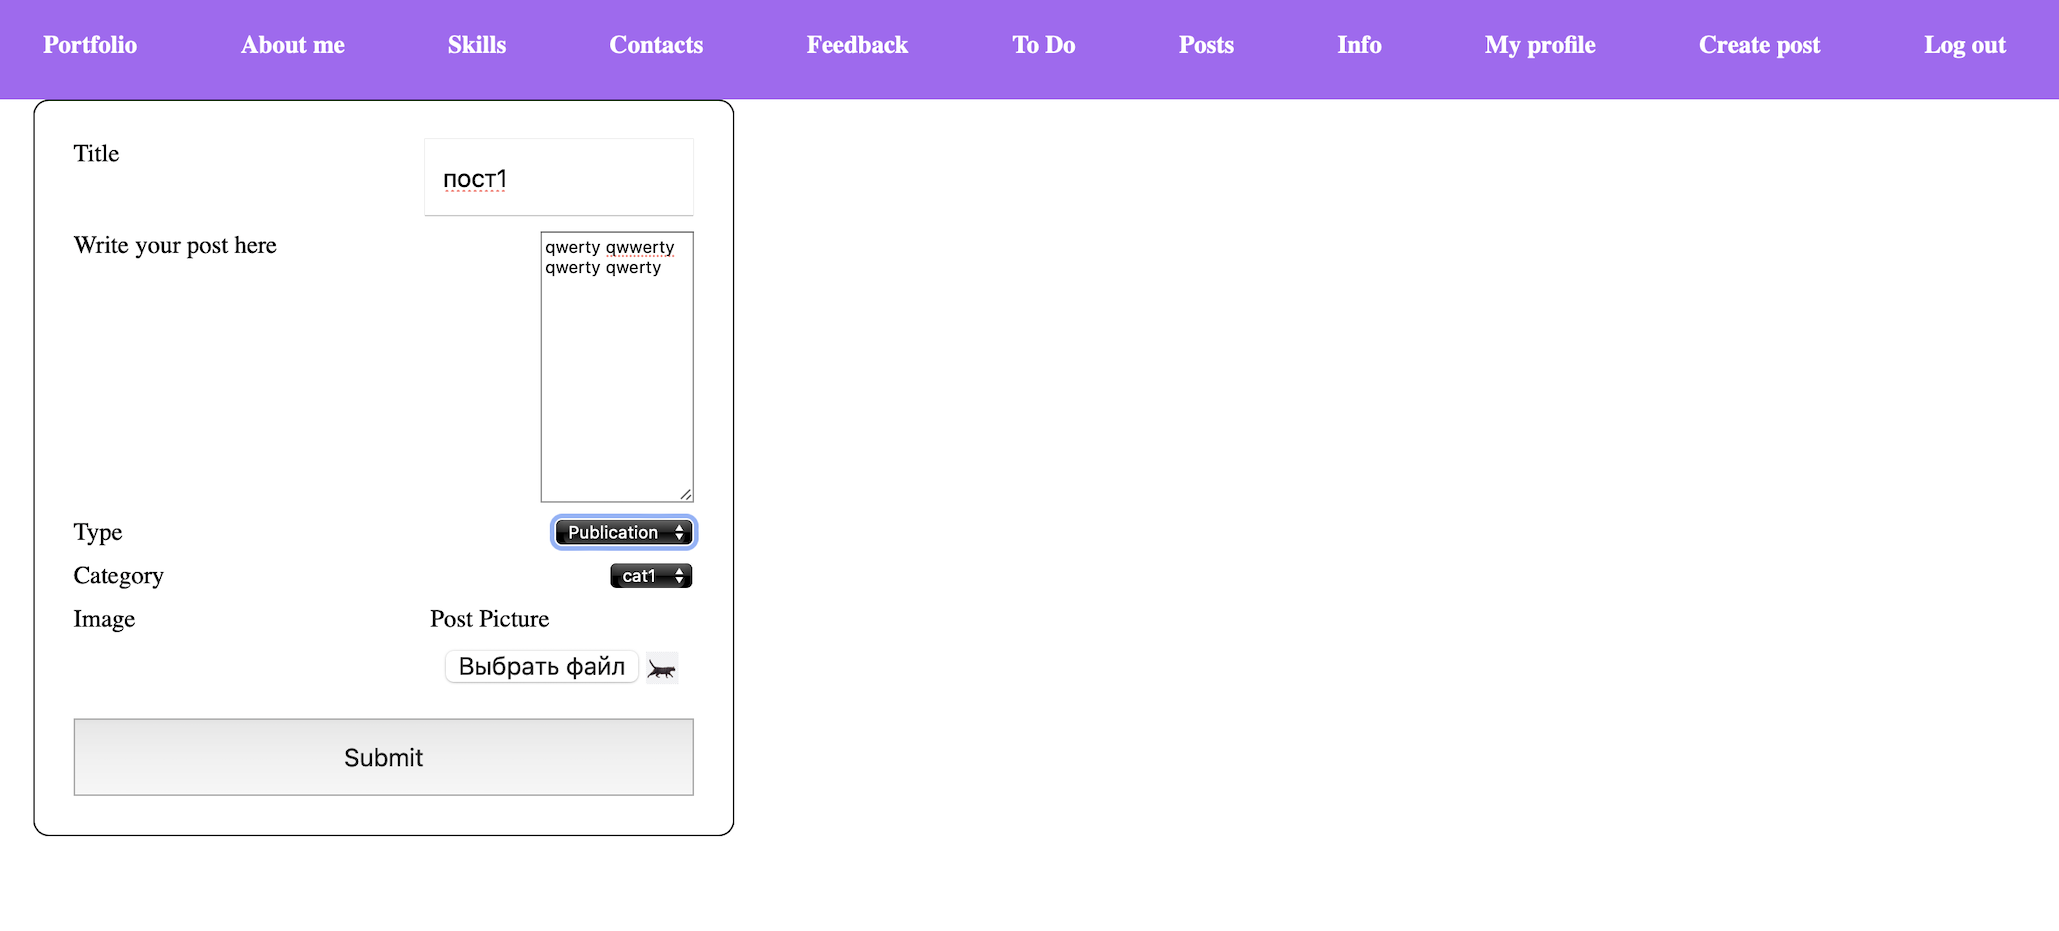 Portfolio About me Skills Contacts Feedback To Do Posts Info My profile Create post Log out
Title
пост1
Write your post here
qwerty qwwerty
qwerty qwerty
Type
Publication
Category
cat1
Image
Post Picture
Выбрать файл
Submit